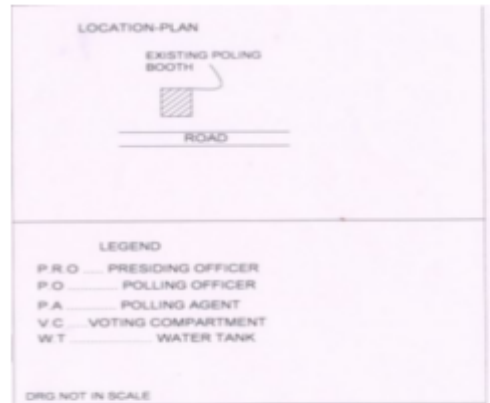 LOCATION-PLAN
EXISTING POLING
BOOTH
ROAD
LEGEND
P.R.O ..... PRESIDING OFFICER
P.O ............ POLLING OFFICER
P.A ............ POLLING AGENT
V.C ..... VOTING COMPARTMENT
W.T .................... WATER TANK
DRG.NOT IN SCALE